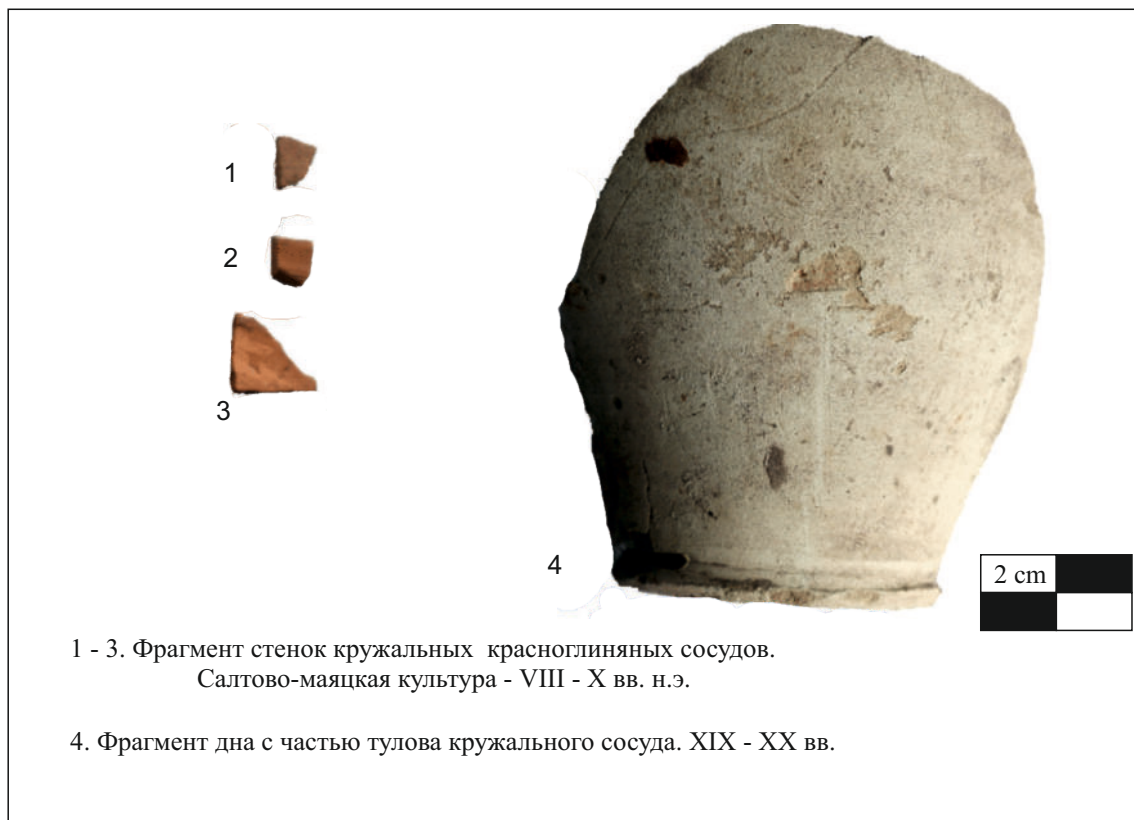 1
2
3
4
2 cm
1 - 3. Фрагмент стенок кружальных красноглиняных сосудов.
Салтово-маяцкая культура - VIII - X вв. н.э.
4. Фрагмент дна с частью тулова кружального сосуда. XIX - XX вв.